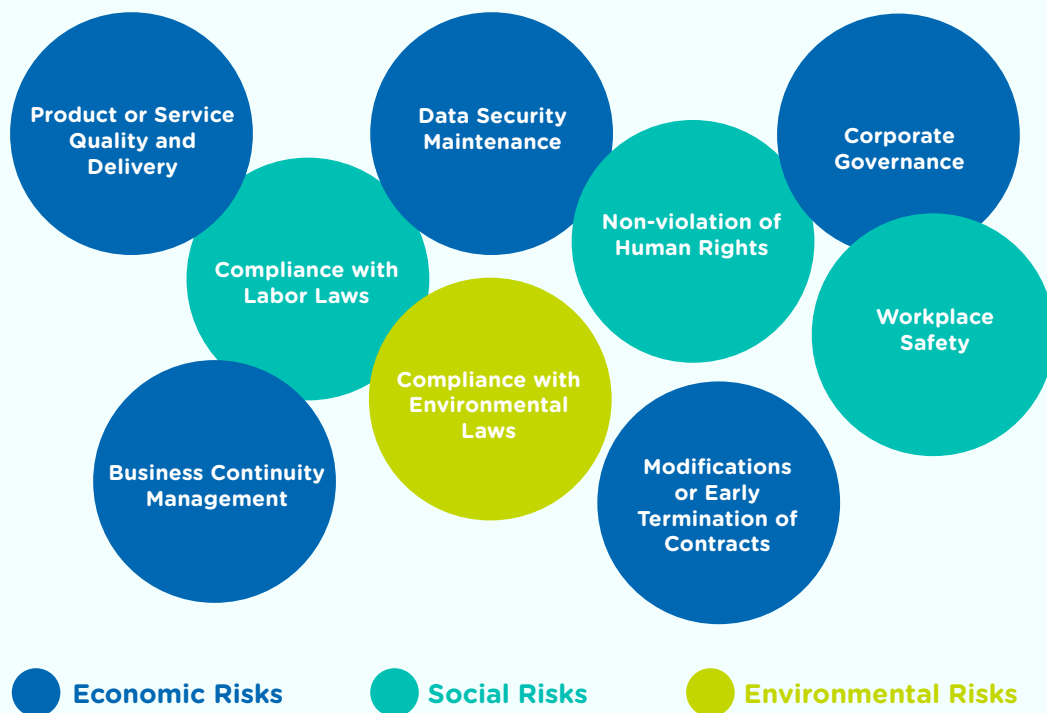 Product or Service
Quality and
Delivery
Data Security
Maintenance
Corporate
Governance
Compliance with
Labor Laws
Non-violation of
Human Rights
Workplace
Safety
Compliance with
Environmental
Laws
Business Continuity
Management
Modifications
or Early
Termination of
Contracts
Economic Risks
Social Risks
Environmental Risks